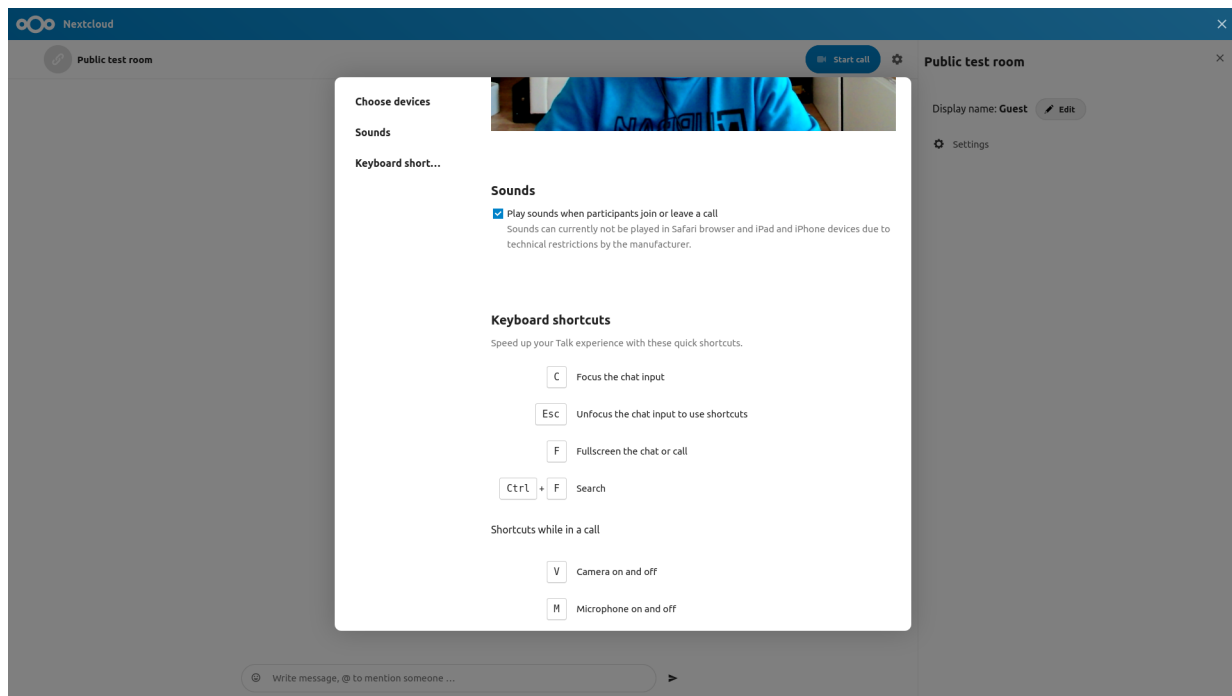 Nextcloud
Public test room
Start call
Public test room
Display name: Guest
Edit
Settings
Choose devices
Sounds
Keyboard short…
Sounds
Play sounds when participants join or leave a call
Sounds can currently not be played in Safari browser and iPad and iPhone devices due to
technical restrictions by the manufacturer.
Keyboard shortcuts
Speed up your Talk experience with these quick shortcuts.
C Focus the chat input
Esc Unfocus the chat input to use shortcuts
F Fullscreen the chat or call
Ctrl + F Search
Shortcuts while in a call
V Camera on and off
M Microphone on and off
Write message, @ to mention someone …